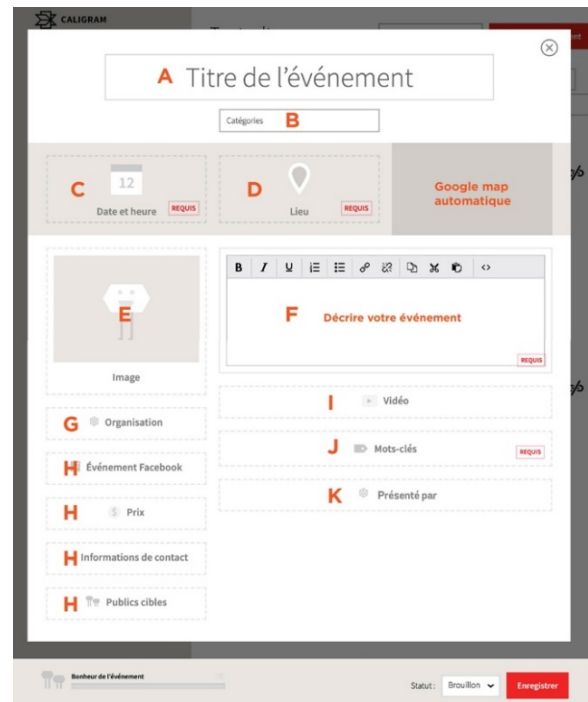 CALIGRAM
A Titre de l'événement
Catégories B
C 12
Date et heure REQUIS
D
Lieu REQUIS
Google map
automatique
E
Image
F Décrire votre événement
REQUIS
G Organisation
H Événement Facebook
H $ Prix
H Informations de contact
H Publics cibles
I Vidéo
J Mots-clés REQUIS
K Présenté par
Bonheur de l'événement
Statut: Brouillon
Enregistrer